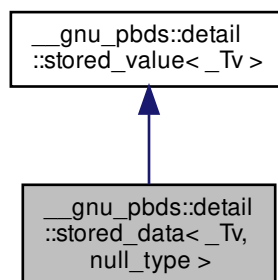 __gnu_pbds::detail
::stored_value< _Tv >
__gnu_pbds::detail
::stored_data< _Tv,
null_type >